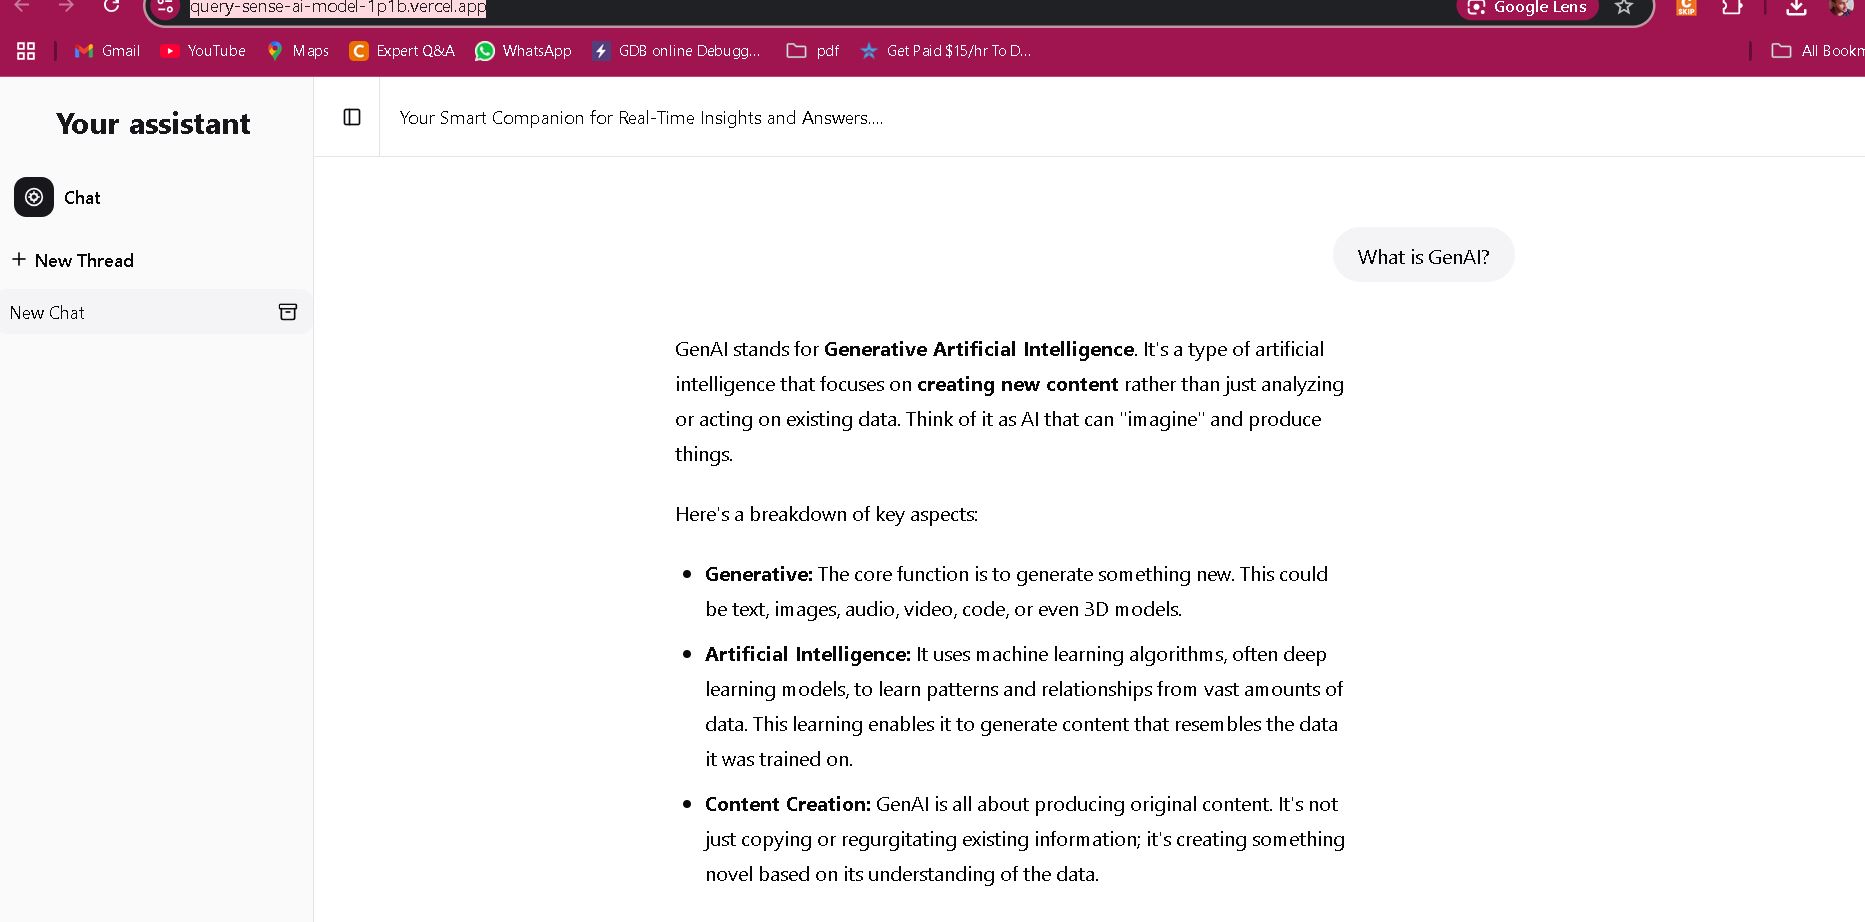 query-sense-ai-model-1p1b.vercel.app
Google Lens
SKIP
Gmail
YouTube
Maps
Expert Q&A
WhatsApp
GDB online Debugg...
pdf
Get Paid $15/hr To D...
All Bookm
Your assistant
Your Smart Companion for Real-Time Insights and Answers....
Chat
+ New Thread
New Chat
What is GenAI?
GenAI stands for Generative Artificial Intelligence. It's a type of artificial
intelligence that focuses on creating new content rather than just analyzing
or acting on existing data. Think of it as AI that can "imagine" and produce
things.
Here's a breakdown of key aspects:
• Generative: The core function is to generate something new. This could
be text, images, audio, video, code, or even 3D models.
• Artificial Intelligence: It uses machine learning algorithms, often deep
learning models, to learn patterns and relationships from vast amounts of
data. This learning enables it to generate content that resembles the data
it was trained on.
• Content Creation: GenAI is all about producing original content. It's not
just copying or regurgitating existing information; it's creating something
novel based on its understanding of the data.